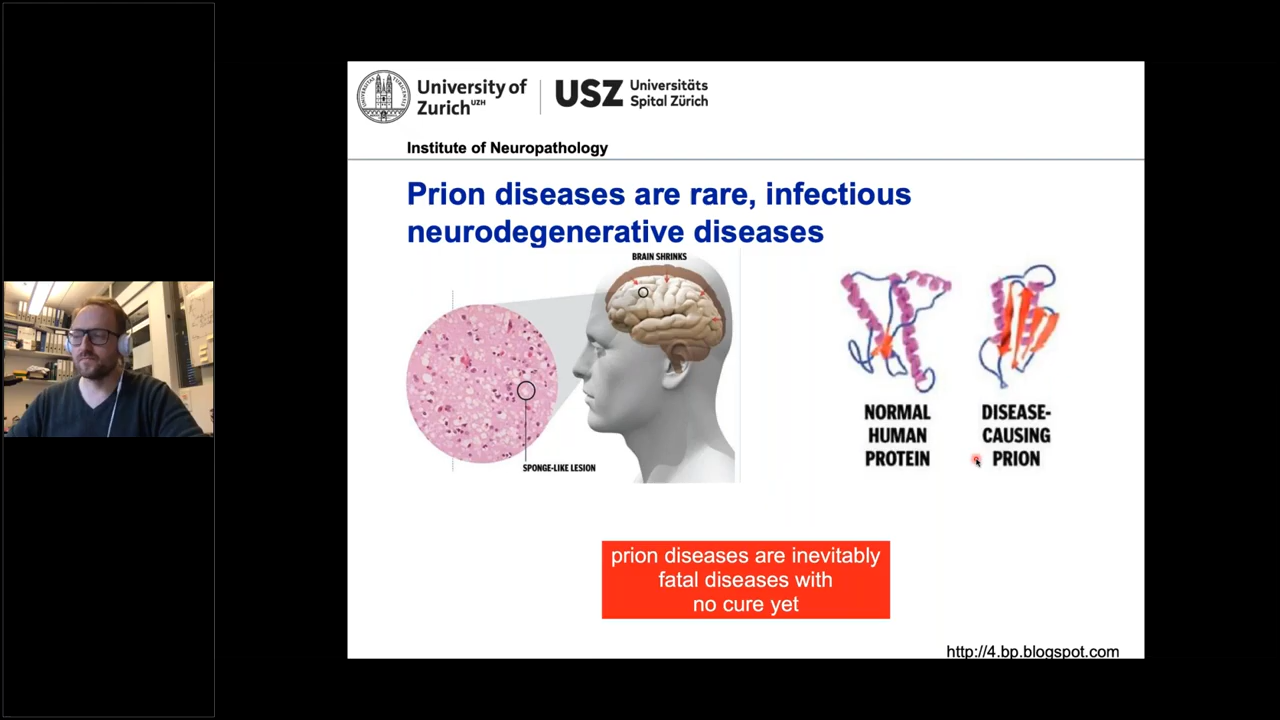 University of
Zurich UZH
USZ Universitäts
Spital Zürich
Institute of Neuropathology
Prion diseases are rare, infectious
neurodegenerative diseases
BRAIN SHRINKS
SPONGE-LIKE LESION
NORMAL
HUMAN
PROTEIN
DISEASE-
CAUSING
PRION
prion diseases are inevitably
fatal diseases with
no cure yet
http://4.bp.blogspot.com